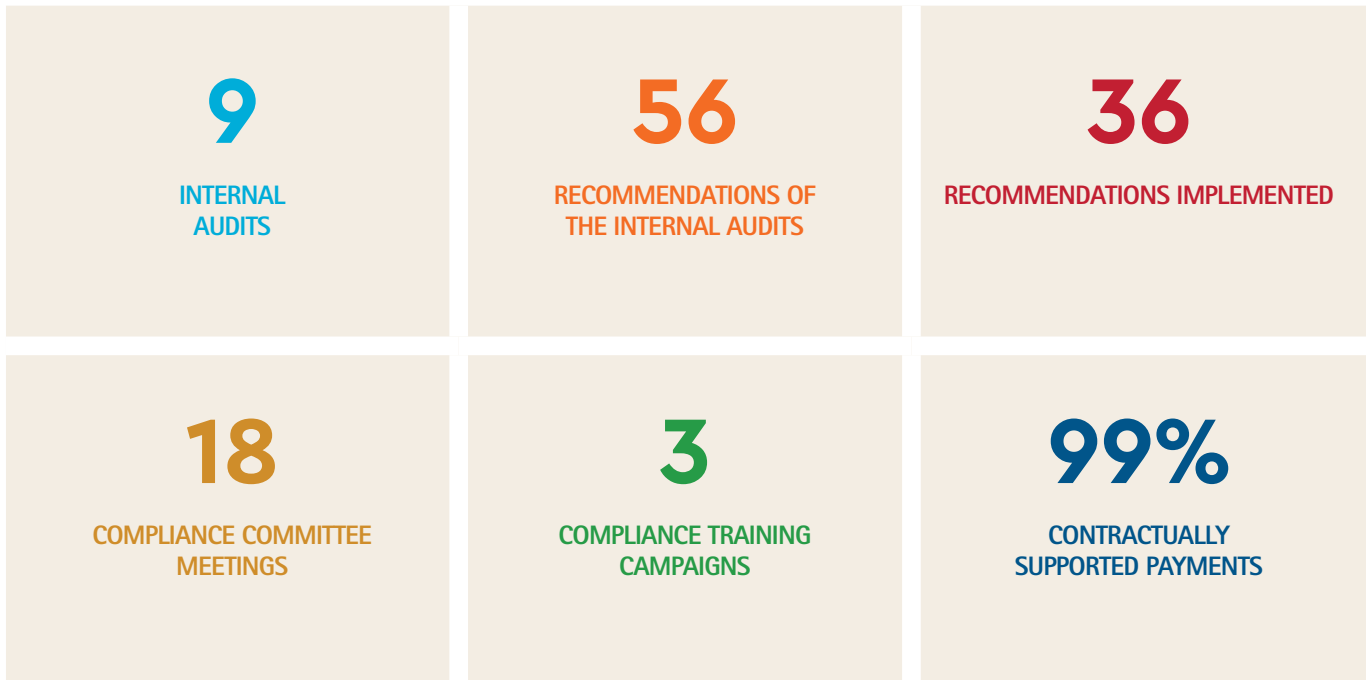 9
INTERNAL
AUDITS
56
RECOMMENDATIONS OF
THE INTERNAL AUDITS
36
RECOMMENDATIONS IMPLEMENTED
18
COMPLIANCE COMMITTEE
MEETINGS
3
COMPLIANCE TRAINING
CAMPAIGNS
99%
CONTRACTUALLY
SUPPORTED PAYMENTS